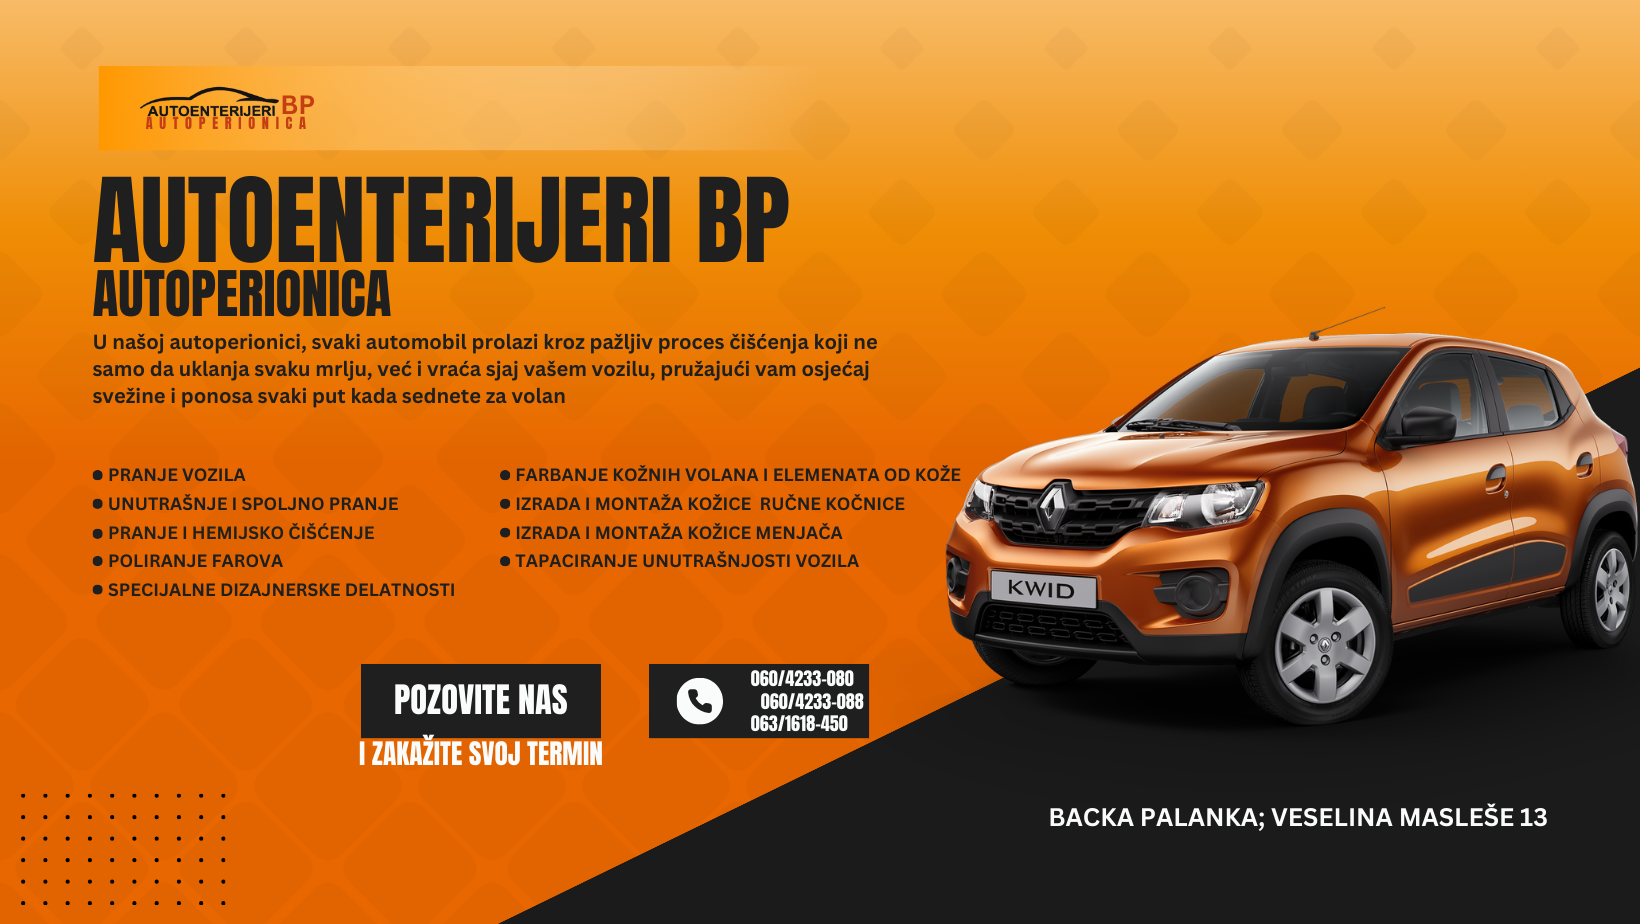 AUTOENTERIJERI BP
AUTOPERIONICA
AUTOENTERIJERI BP
AUTOPERIONICA
U našoj autoperionici, svaki automobil prolazi kroz pažljiv proces čišćenja koji ne
samo da uklanja svaku mrlju, već i vraća sjaj vašem vozilu, pružajući vam osjećaj
svežine i ponosa svaki put kada sednete za volan
● PRANJE VOZILA
● UNUTRAŠNJE I SPOLJNO PRANJE
● PRANJE I HEMIJSKO ČIŠĆENJE
● POLIRANJE FAROVA
● SPECIJALNE DIZAJNERSKE DELATNOSTI
● FARBANJE KOŽNIH VOLANA I ELEMENATA OD KOŽE
● IZRADA I MONTAŽA KOŽICE RUČNE KOČNICE
● IZRADA I MONTAŽA KOŽICE MENJAČA
● TAPACIRANJE UNUTRAŠNJOSTI VOZILA
KWID
POZOVITE NAS
I ZAKAŽITE SVOJ TERMIN
060/4233-080
060/4233-088
063/1618-450
BACKA PALANKA; VESELINA MASLEŠE 13